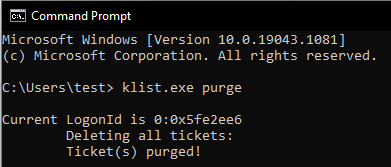 Command Prompt
Microsoft Windows [Version 10.0.19043.1081]
(c) Microsoft Corporation. All rights reserved.
C:\Users\test> klist.exe purge
Current LogonId is 0:0x5fe2ee6
Deleting all tickets:
Ticket(s) purged!